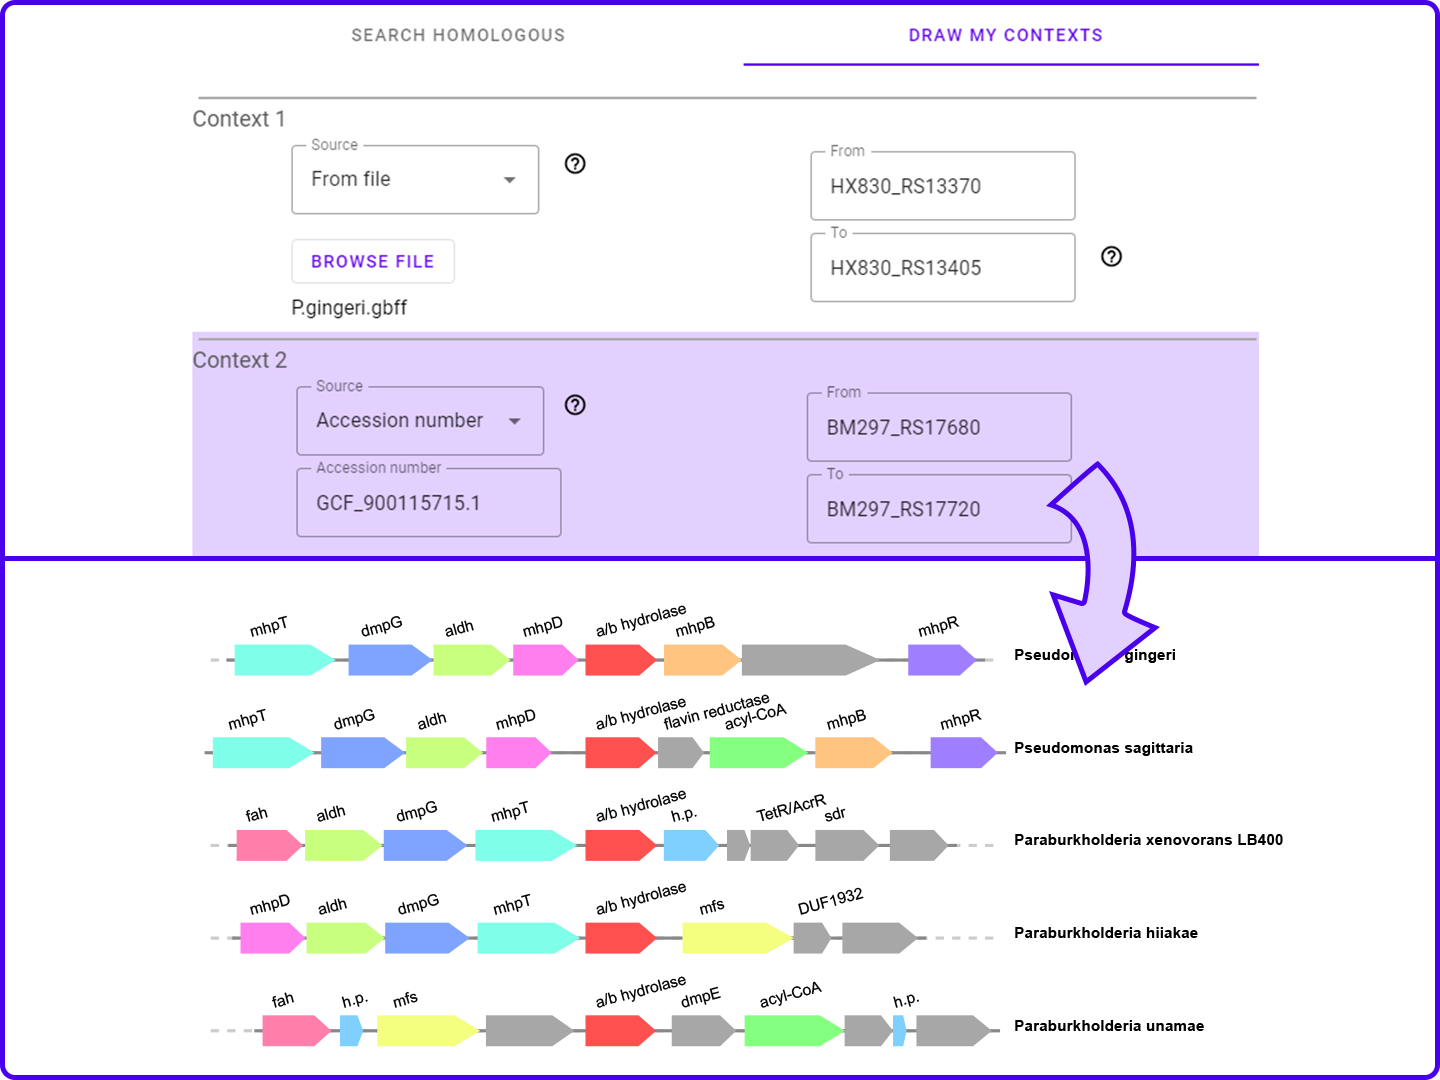 SEARCH HOMOLOGOUS DRAW MY CONTEXTS
Context 1
Source
From file
From
HX830_RS13370
To
HX830_RS13405
BROWSE FILE
P.gingeri.gbff
Context 2
Source
Accession number
From
BM297_RS17680
Accession number
GCF_900115715.1
To
BM297_RS17720
mhpT dmpG aldh mhpD a/b hydrolase mhpB mhpR
gingeri
mhpT dmpG aldh mhpD a/b hydrolase flavin reductase acyl-CoA mhpB mhpR
Pseudomonas sagittaria
fah aldh dmpG mhpT a/b hydrolase h.p. TetR/AcrR sdr
Paraburkholderia xenovorans LB400
mhpD aldh dmpG mhpT a/b hydrolase mfs DUF1932
Paraburkholderia hiiakae
fah h.p. mfs a/b hydrolase dmpE acyl-CoA h.p.
Paraburkholderia unamae